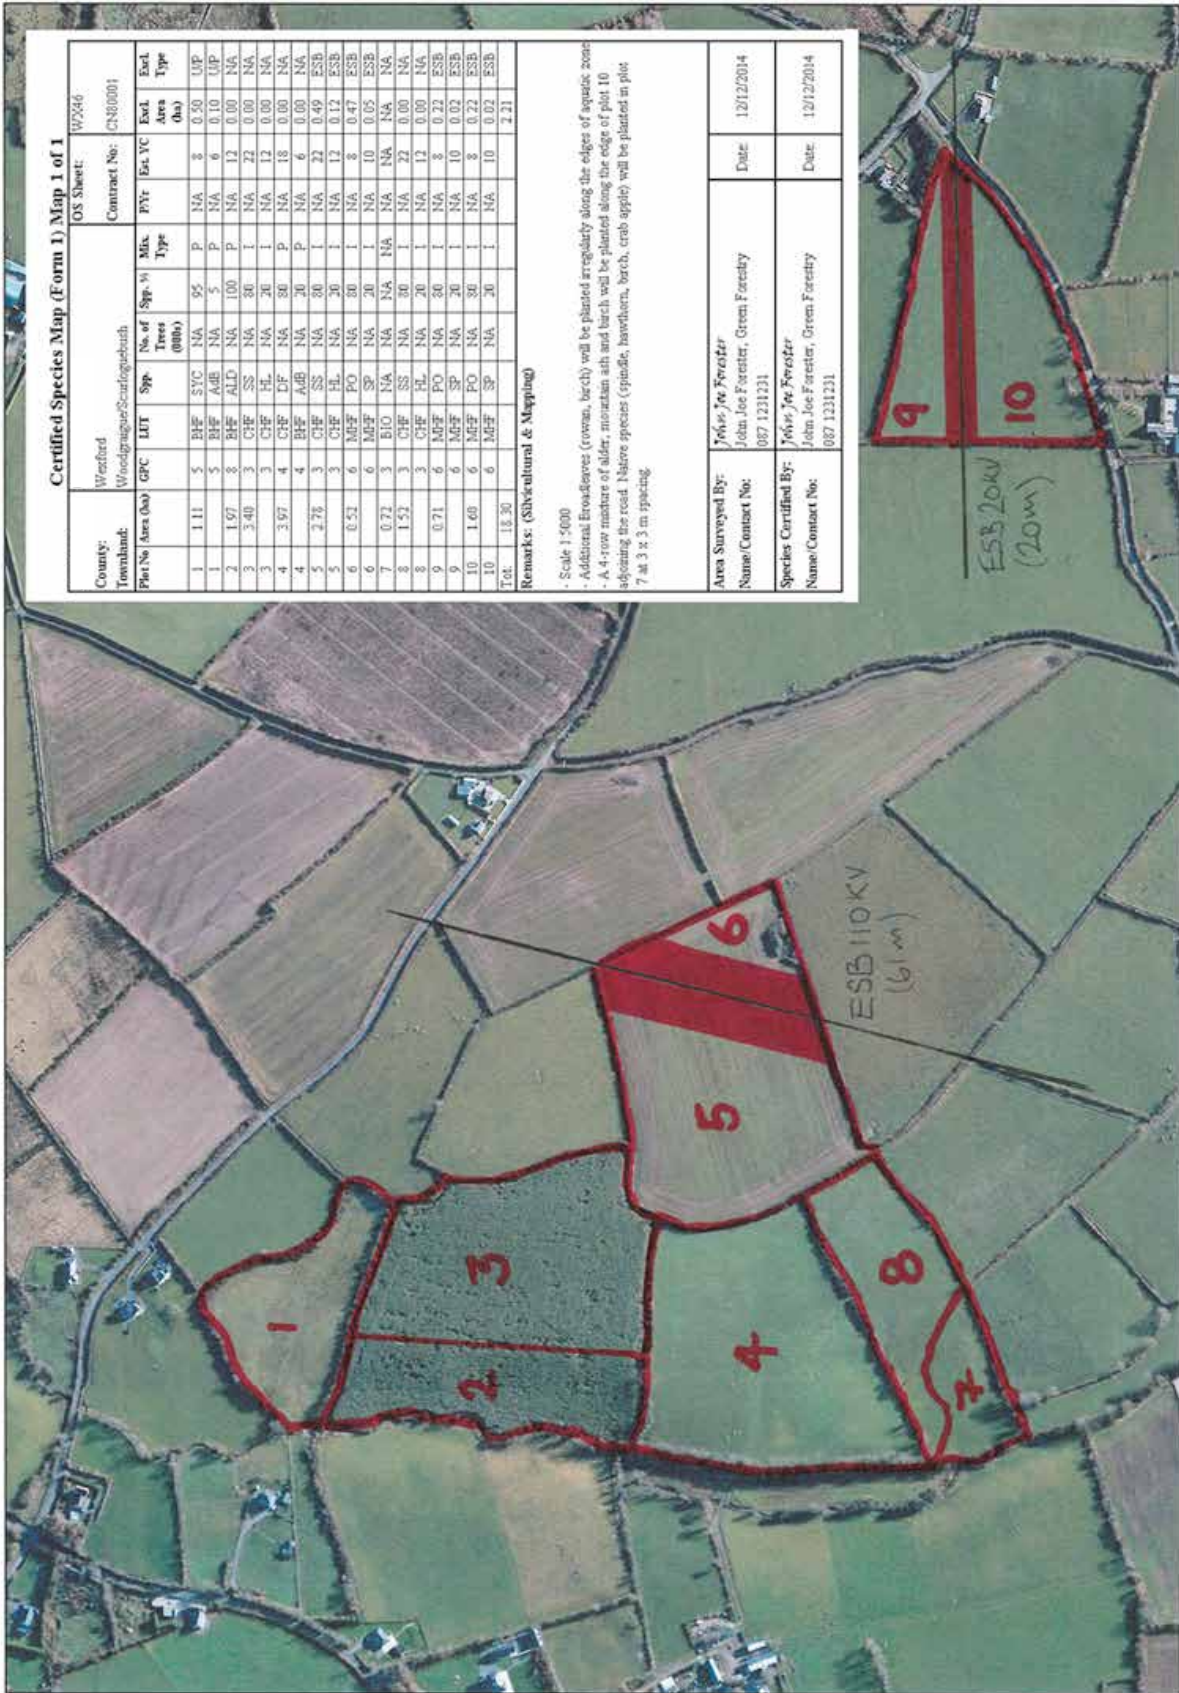 Certified Species Map (Form 1) Map 1 of 1
County: Wexford OS Sheet: WX46
Townland: Woodgraigue/Scurloguebush Contract No: CN80001
Plot No Area (ha) GPC LUT Spp. No. of Trees (000s) Spp. % Mix. Type P/Yr Est. YC Excl. Area (ha) Excl. Type
1 1.11 5 BHF SYC NA 95 P NA 8 0.50 U/P
1 5 BHF AdB NA 5 P NA 6 0.10 U/P
2 1.97 8 BHF ALD NA 100 P NA 12 0.00 NA
3 3.40 3 CHF SS NA 80 I NA 22 0.00 NA
3 3 CHF HL NA 20 I NA 12 0.00 NA
4 3.97 4 CHF DF NA 80 P NA 18 0.00 NA
4 4 BHF AdB NA 20 P NA 6 0.00 NA
5 2.78 3 CHF SS NA 80 I NA 22 0.49 ESB
5 3 CHF HL NA 20 I NA 12 0.12 ESB
6 0.52 6 MHF PO NA 80 I NA 8 0.47 ESB
6 6 MHF SP NA 20 I NA 10 0.05 ESB
7 0.72 3 BIO NA NA NA NA NA NA NA NA
8 1.52 3 CHF SS NA 80 I NA 22 0.00 NA
8 3 CHF HL NA 20 I NA 12 0.00 NA
9 0.71 6 MHF PO NA 80 I NA 8 0.22 ESB
9 6 MHF SP NA 20 I NA 10 0.02 ESB
10 1.60 6 MHF PO NA 80 I NA 8 0.22 ESB
10 6 MHF SP NA 20 I NA 10 0.02 ESB
Tot. 18.30 2.21
Remarks: (Silvicultural & Mapping)
- Scale 1:5000
- Additional Broadleaves (rowan, birch) will be planted irregularly along the edges of aquatic zone
- A 4-row mixture of alder, mountain ash and birch will be planted along the edge of plot 10
adjoining the road. Native species (spindle, hawthorn, birch, crab apple) will be planted in plot
7 at 3 x 3 m spacing.
Area Surveyed By: John Joe Forester
Name/Contact No: John Joe Forester, Green Forestry Date: 12/12/2014
087 1231231
Species Certified By: John Joe Forester
Name/Contact No: John Joe Forester, Green Forestry Date: 12/12/2014
087 1231231
1
2
3
4
5
6
7
8
9
10
ESB 110KV
(61m)
ESB 20KV
(20m)